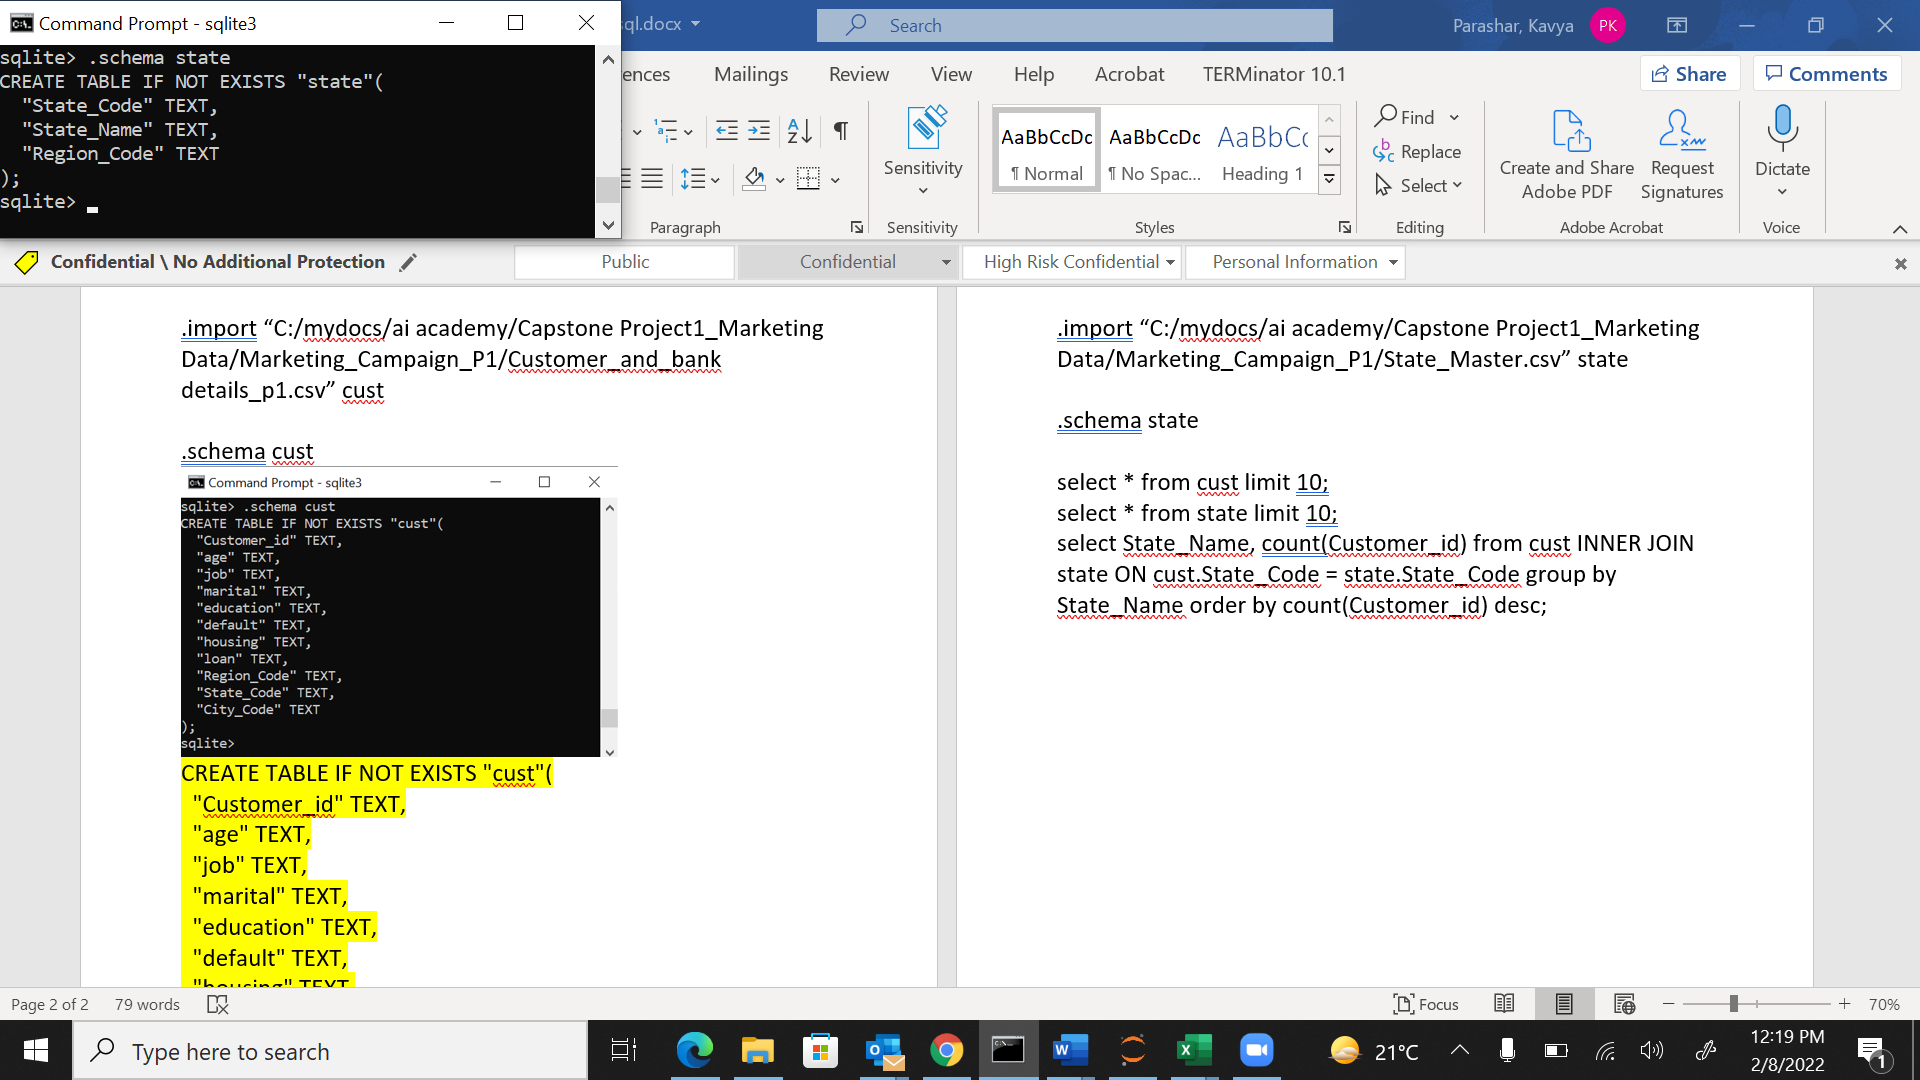 Command Prompt - sqlite3
sqlite> .schema state
CREATE TABLE IF NOT EXISTS "state"(
"State_Code" TEXT,
"State_Name" TEXT,
"Region_Code" TEXT
);
sqlite>
sql.docx
Search
Parashar, Kavya
PK
ences
Mailings
Review
View
Help
Acrobat
TERMinator 10.1
Share
Comments
AaBbCcDc
¶ Normal
AaBbCcDc
¶ No Spac...
AaBbCc
Heading 1
Sensitivity
Find
Replace
Select
Create and Share
Adobe PDF
Request
Signatures
Dictate
Paragraph
Sensitivity
Styles
Editing
Adobe Acrobat
Voice
Confidential \ No Additional Protection
Public
Confidential
High Risk Confidential
Personal Information
.import “C:/mydocs/ai academy/Capstone Project1_Marketing
Data/Marketing_Campaign_P1/Customer_and_bank
details_p1.csv” cust
.schema cust
Command Prompt - sqlite3
sqlite> .schema cust
CREATE TABLE IF NOT EXISTS "cust"(
"Customer_id" TEXT,
"age" TEXT,
"job" TEXT,
"marital" TEXT,
"education" TEXT,
"default" TEXT,
"housing" TEXT,
"loan" TEXT,
"Region_Code" TEXT,
"State_Code" TEXT,
"City_Code" TEXT
);
sqlite>
CREATE TABLE IF NOT EXISTS "cust"(
"Customer_id" TEXT,
"age" TEXT,
"job" TEXT,
"marital" TEXT,
"education" TEXT,
"default" TEXT,
"housing" TEXT
.import “C:/mydocs/ai academy/Capstone Project1_Marketing
Data/Marketing_Campaign_P1/State_Master.csv” state
.schema state
select * from cust limit 10;
select * from state limit 10;
select State_Name, count(Customer_id) from cust INNER JOIN
state ON cust.State_Code = state.State_Code group by
State_Name order by count(Customer_id) desc;
Page 2 of 2
79 words
Focus
70%
Type here to search
21°C
12:19 PM
2/8/2022
1